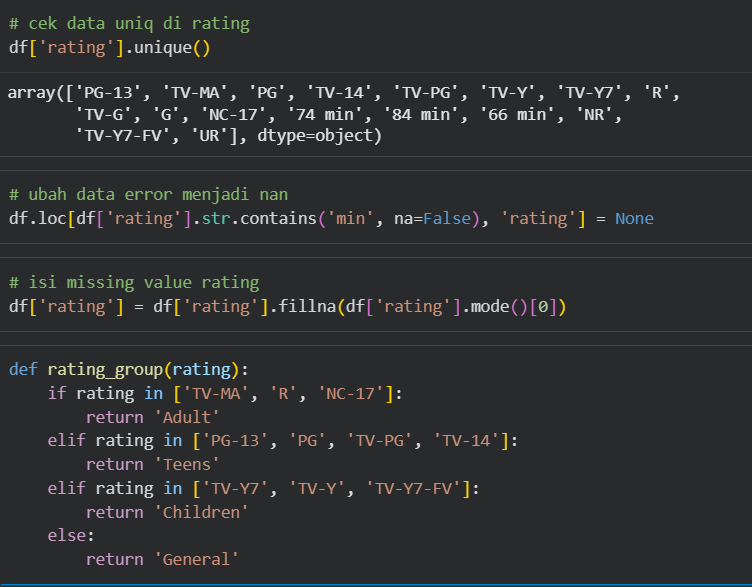 # cek data uniq di rating
df['rating'].unique()
array(['PG-13', 'TV-MA', 'PG', 'TV-14', 'TV-PG', 'TV-Y', 'TV-Y7', 'R',
       'TV-G', 'G', 'NC-17', '74 min', '84 min', '66 min', 'NR',
       'TV-Y7-FV', 'UR'], dtype=object)
# ubah data error menjadi nan
df.loc[df['rating'].str.contains('min', na=False), 'rating'] = None
# isi missing value rating
df['rating'] = df['rating'].fillna(df['rating'].mode()[0])
def rating_group(rating):
    if rating in ['TV-MA', 'R', 'NC-17']:
        return 'Adult'
    elif rating in ['PG-13', 'PG', 'TV-PG', 'TV-14']:
        return 'Teens'
    elif rating in ['TV-Y7', 'TV-Y', 'TV-Y7-FV']:
        return 'Children'
    else:
        return 'General'